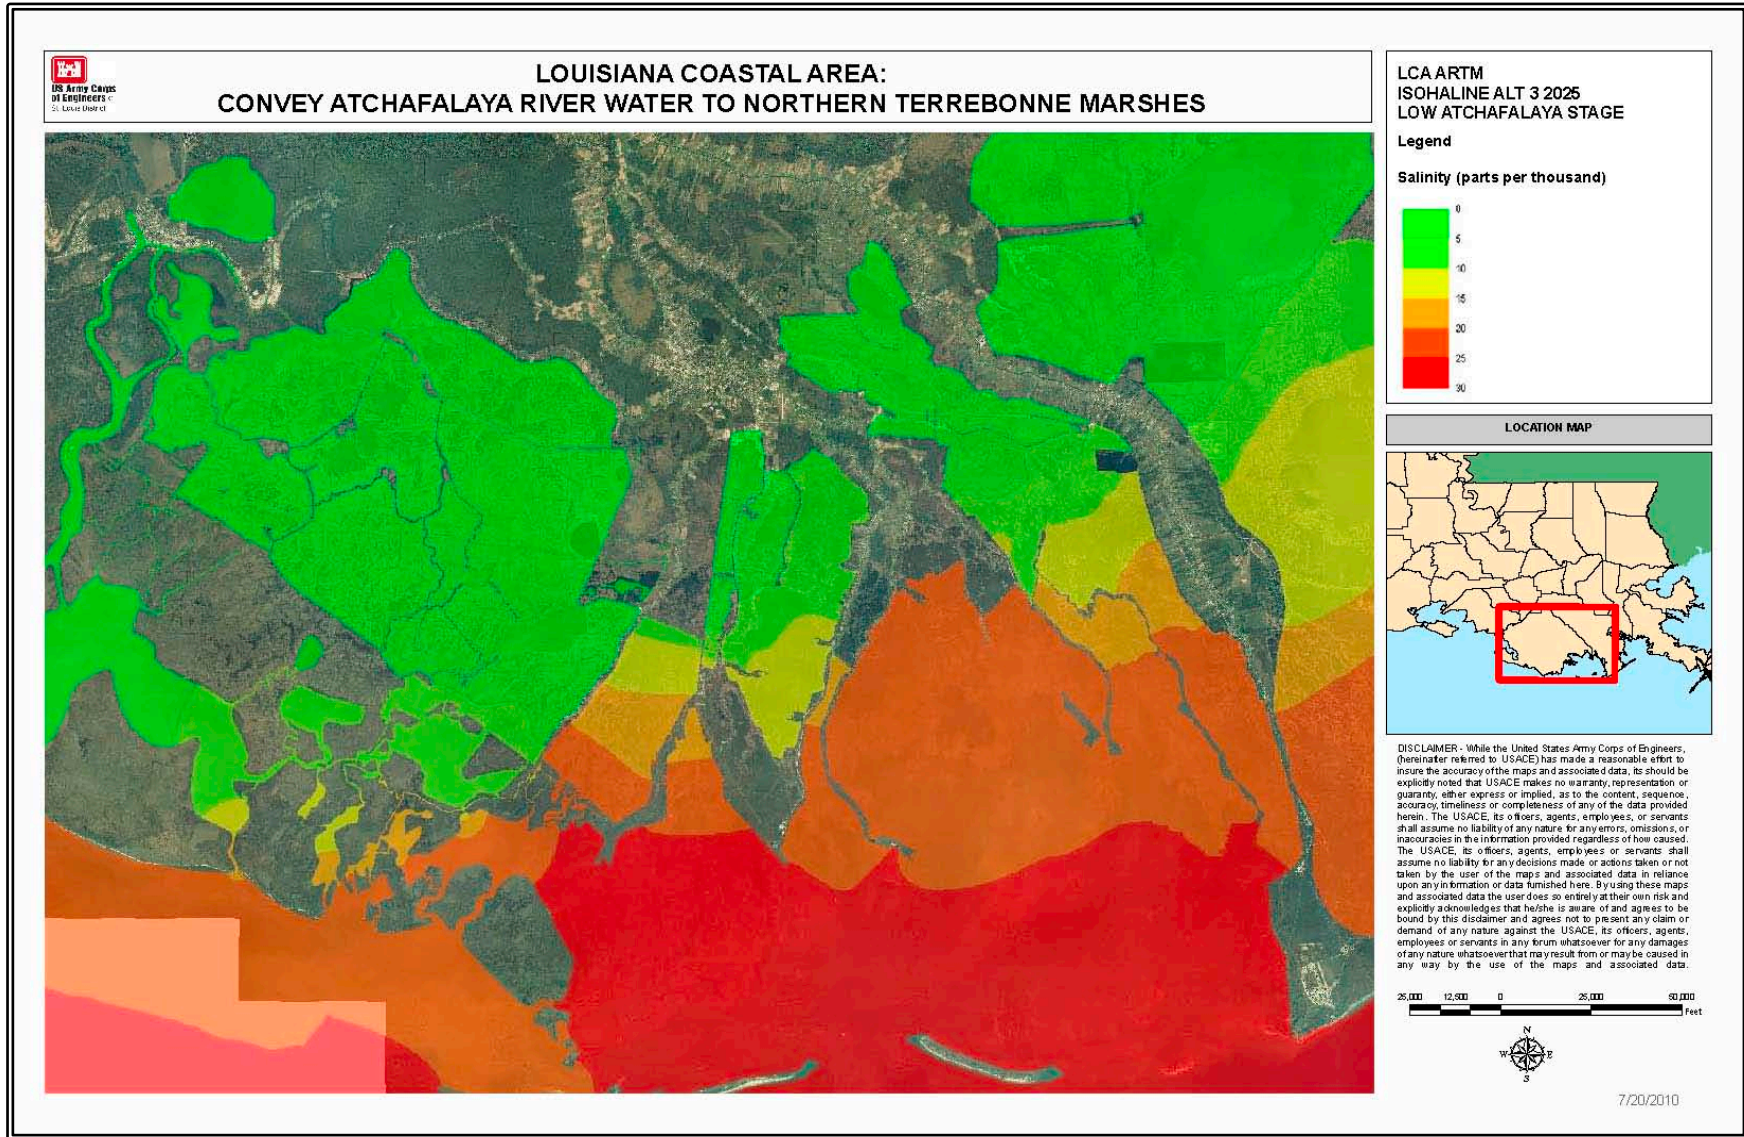 US Army Corps
of Engineers
St. Louis District
LOUISIANA COASTAL AREA:
CONVEY ATCHAFALAYA RIVER WATER TO NORTHERN TERREBONNE MARSHES
LCA ARTM
ISOHALINE ALT 3 2025
LOW ATCHAFALAYA STAGE
Legend
Salinity (parts per thousand)
0
5
10
15
20
25
30
LOCATION MAP
DISCLAIMER - While the United States Army Corps of Engineers,
(hereinafter referred to USACE) has made a reasonable effort to
insure the accuracy of the maps and associated data, its should be
explicitly noted that USACE makes no warranty, representation or
guaranty, either express or implied, as to the content, sequence,
accuracy, timeliness or completeness of any of the data provided
herein. The USACE, its officers, agents, employees, or servants
shall assume no liability of any nature for any errors, omissions, or
inaccuracies in the information provided regardless of how caused.
The USACE, its officers, agents, employees or servants shall
assume no liability for any decisions made or actions taken or not
taken by the user of the maps and associated data in reliance
upon any information or data furnished here. By using these maps
and associated data the user does so entirely at their own risk and
explicitly acknowledges that he/she is aware of and agrees to be
bound by this disclaimer and agrees not to present any claim or
demand of any nature against the USACE, its officers, agents,
employees or servants in any forum whatsoever for any damages
of any nature whatsoever that may result from or may be caused in
any way by the use of the maps and associated data.
25,000 12,500 0 25,000 50,000
Feet
N
W E
S
7/20/2010